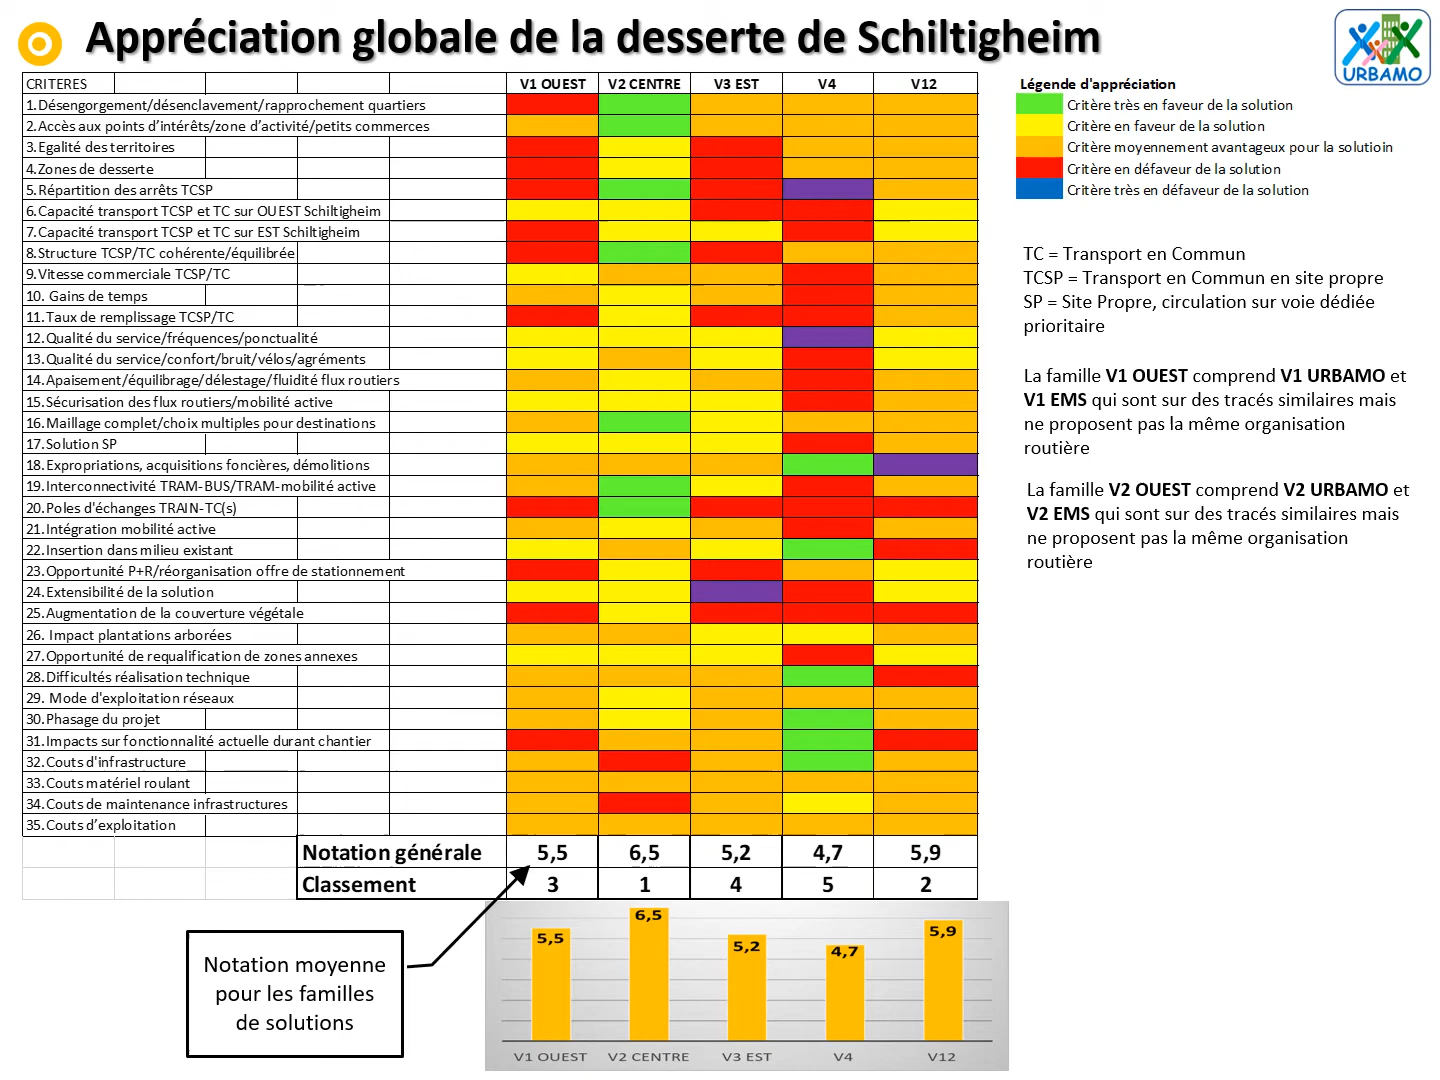 Appréciation globale de la desserte de Schiltigheim
URBAMO
CRITERES V1 OUEST V2 CENTRE V3 EST V4 V12
1.Désengorgement/désenclavement/rapprochement quartiers
2.Accès aux points d’intérêts/zone d’activité/petits commerces
3.Egalité des territoires
4.Zones de desserte
5.Répartition des arrêts TCSP
6.Capacité transport TCSP et TC sur OUEST Schiltigheim
7.Capacité transport TCSP et TC sur EST Schiltigheim
8.Structure TCSP/TC cohérente/équilibrée
9.Vitesse commerciale TCSP/TC
10. Gains de temps
11.Taux de remplissage TCSP/TC
12.Qualité du service/fréquences/ponctualité
13.Qualité du service/confort/bruit/vélos/agréments
14.Apaisement/équilibrage/délestage/fluidité flux routiers
15.Sécurisation des flux routiers/mobilité active
16.Maillage complet/choix multiples pour destinations
17.Solution SP
18.Expropriations, acquisitions foncières, démolitions
19.Interconnectivité TRAM-BUS/TRAM-mobilité active
20.Poles d'échanges TRAIN-TC(s)
21.Intégration mobilité active
22.Insertion dans milieu existant
23.Opportunité P+R/réorganisation offre de stationnement
24.Extensibilité de la solution
25.Augmentation de la couverture végétale
26. Impact plantations arborées
27.Opportunité de requalification de zones annexes
28.Difficultés réalisation technique
29. Mode d'exploitation réseaux
30.Phasage du projet
31.Impacts sur fonctionnalité actuelle durant chantier
32.Couts d'infrastructure
33.Couts matériel roulant
34.Couts de maintenance infrastructures
35.Couts d’exploitation
Notation générale 5,5 6,5 5,2 4,7 5,9
Classement 3 1 4 5 2
Légende d'appréciation
Critère très en faveur de la solution
Critère en faveur de la solution
Critère moyennement avantageux pour la solutioin
Critère en défaveur de la solution
Critère très en défaveur de la solution
TC = Transport en Commun
TCSP = Transport en Commun en site propre
SP = Site Propre, circulation sur voie dédiée
prioritaire
La famille V1 OUEST comprend V1 URBAMO et
V1 EMS qui sont sur des tracés similaires mais
ne proposent pas la même organisation
routière
La famille V2 OUEST comprend V2 URBAMO et
V2 EMS qui sont sur des tracés similaires mais
ne proposent pas la même organisation
routière
Notation moyenne
pour les familles
de solutions
5,5 6,5 5,2 4,7 5,9
V1 OUEST V2 CENTRE V3 EST V4 V12